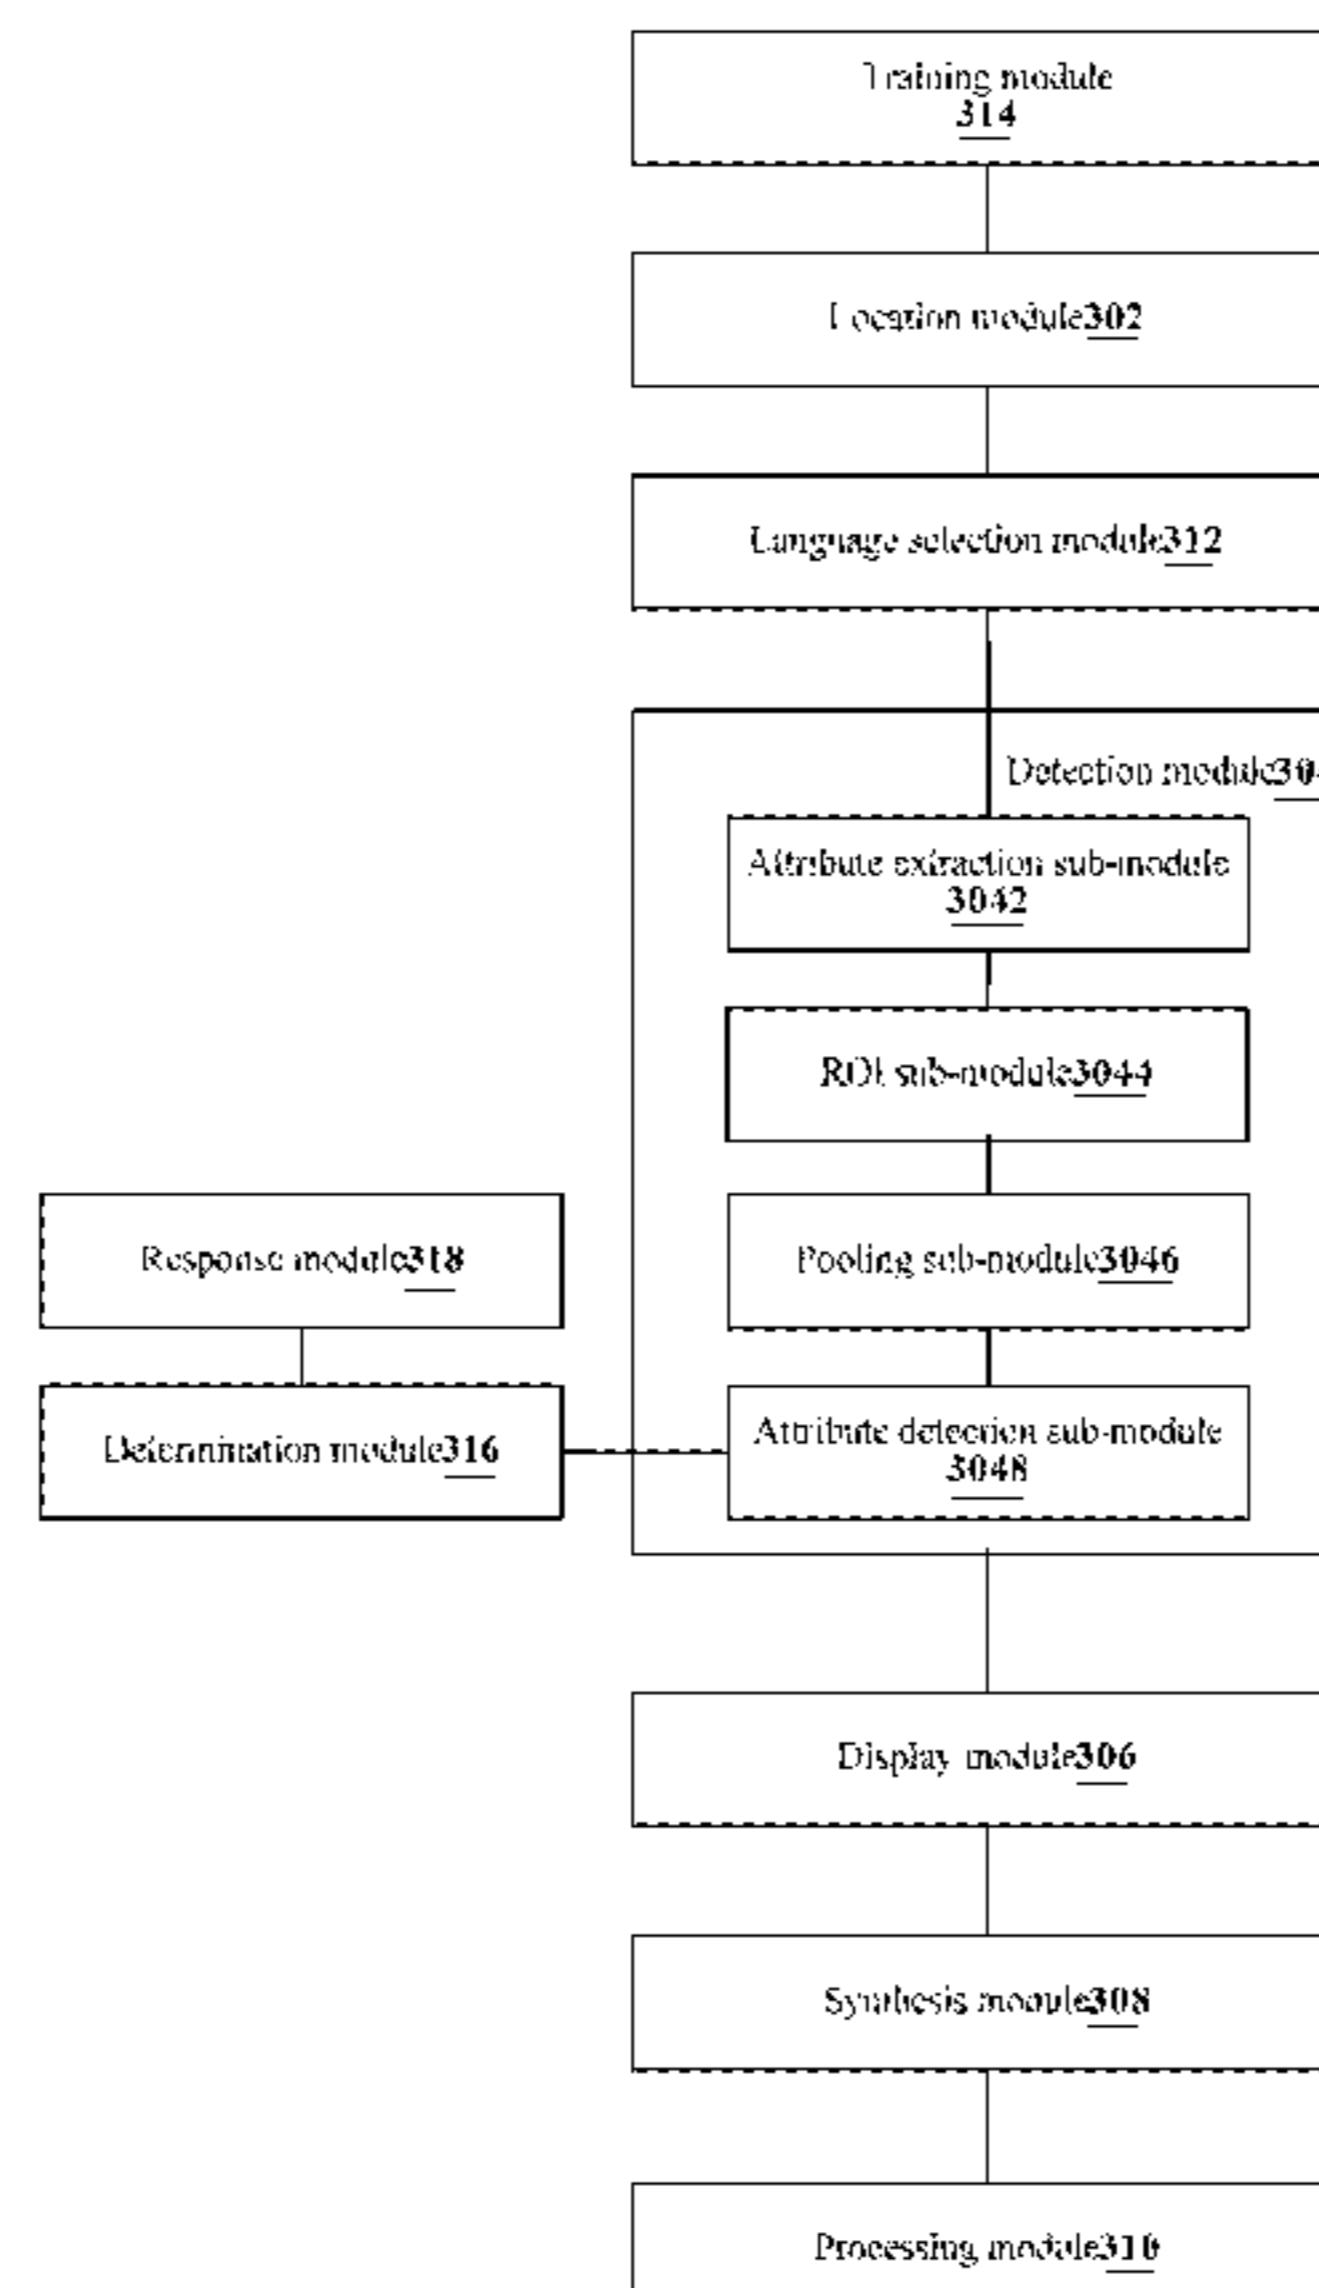 Training module
314
Location module302
Language selection module312
Detection module30
Attribute extraction sub-module
3042
ROI sub-module3044
Pooling sub-module3046
Response module318
Determination module316
Attribute detection sub-module
3048
Display module306
Synthesis module308
Processing module310